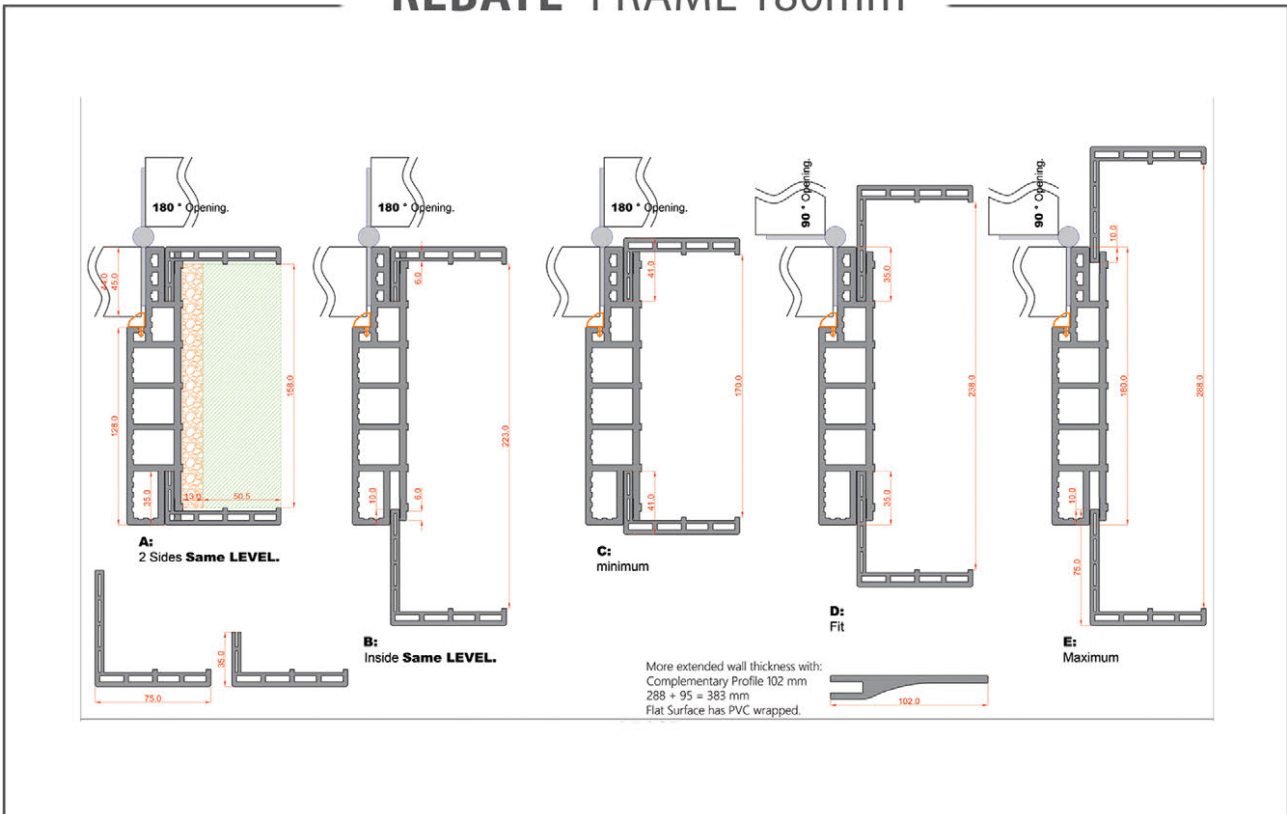 REBATE FRAME 180mm
180 ° Opening.
180 ° Opening.
180 ° Opening.
90 ° Opening.
90 ° Opening.
44.0
45.0
128.0
35.0
13.0
50.5
158.0
A:
2 Sides Same LEVEL.
6.0
223.0
10.0
6.0
B:
Inside Same LEVEL.
41.0
170.0
41.0
C:
minimum
35.0
238.0
35.0
D:
Fit
10.0
180.0
288.0
10.0
75.0
E:
Maximum
75.0
35.0
More extended wall thickness with:
Complementary Profile 102 mm
288 + 95 = 383 mm
Flat Surface has PVC wrapped.
102.0